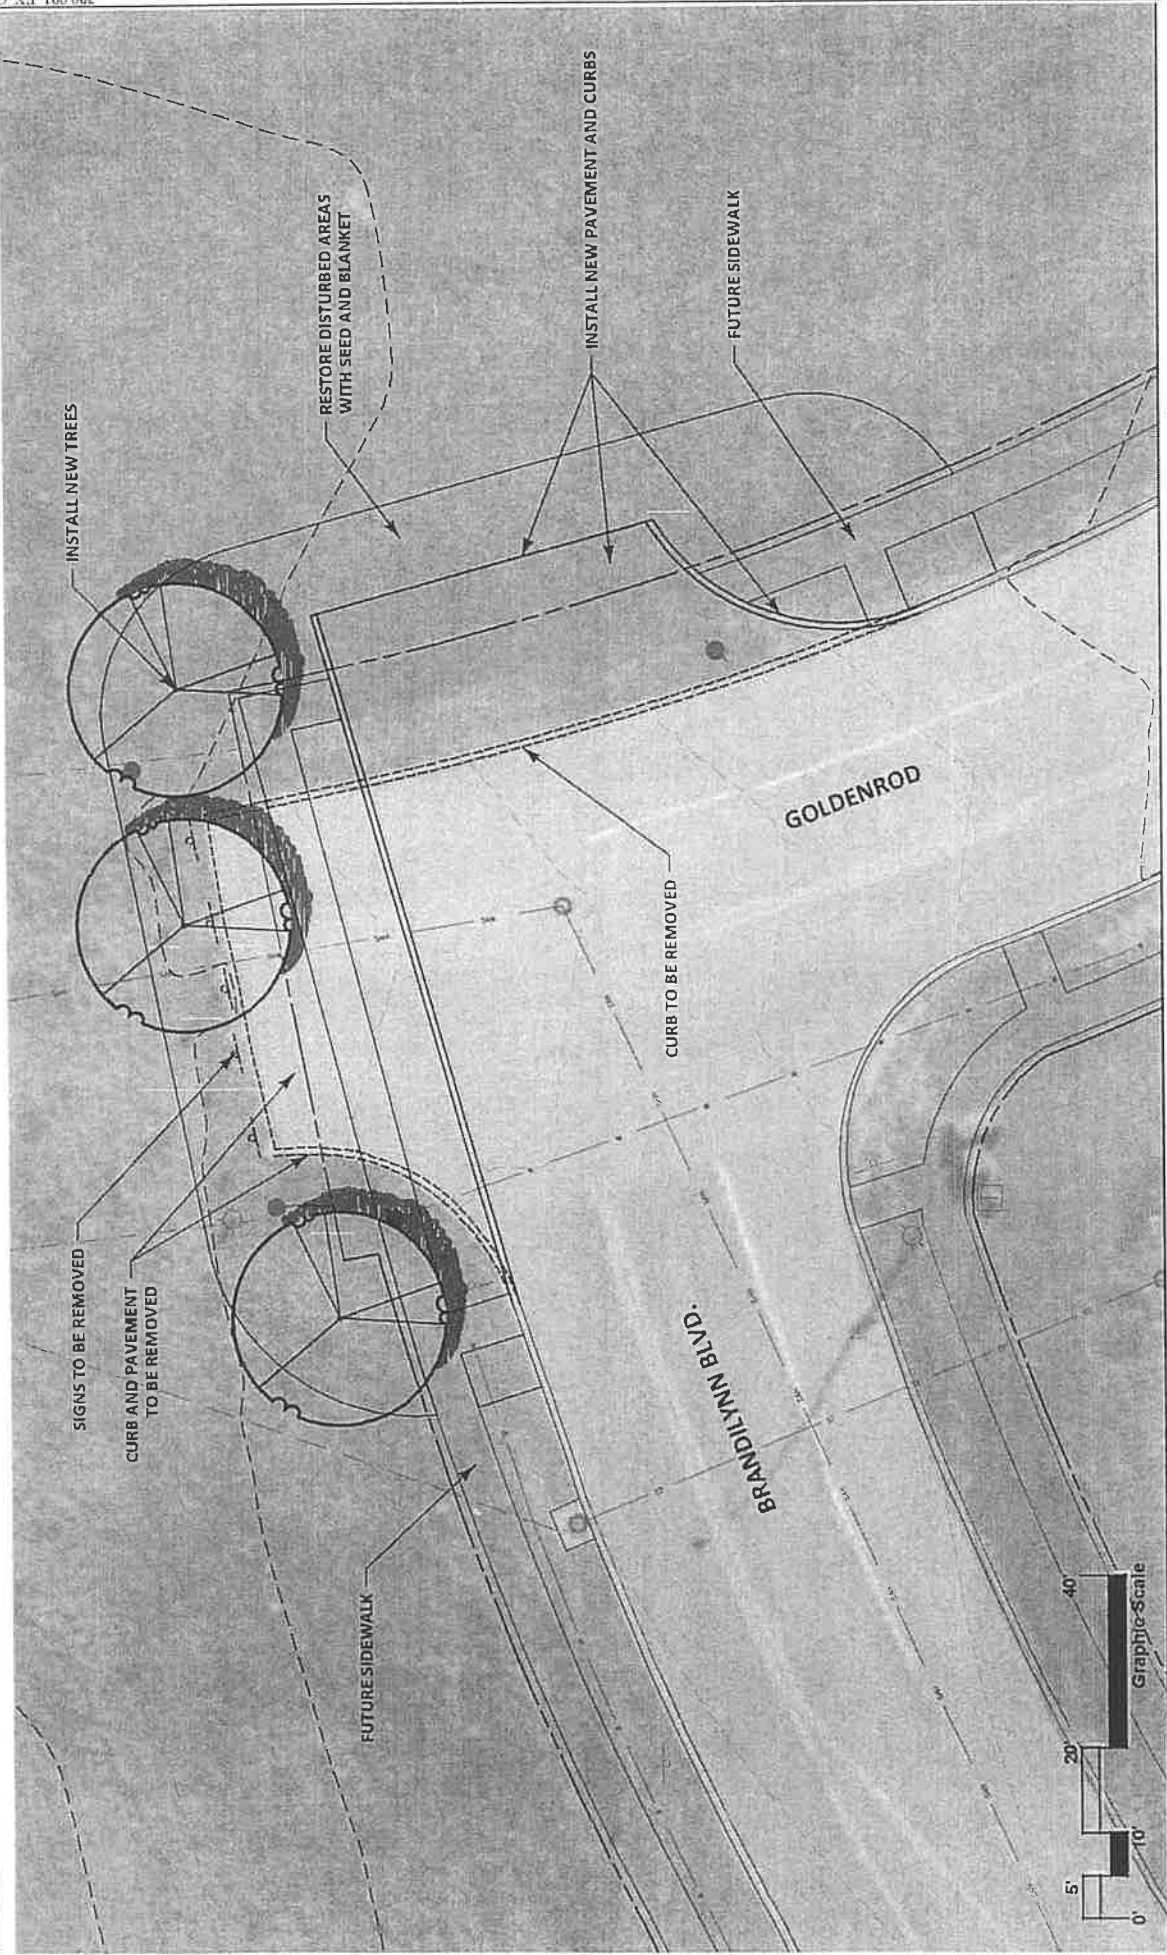 INSTALL NEW TREES
RESTORE DISTURBED AREAS
WITH SEED AND BLANKET
INSTALL NEW PAVEMENT AND CURBS
FUTURE SIDEWALK
SIGNS TO BE REMOVED
CURB AND PAVEMENT
TO BE REMOVED
CURB TO BE REMOVED
GOLDENROD
BRANDILYNN BLVD.
FUTURE SIDEWALK
0' 5' 10' 20' 40'
Graphic Scale